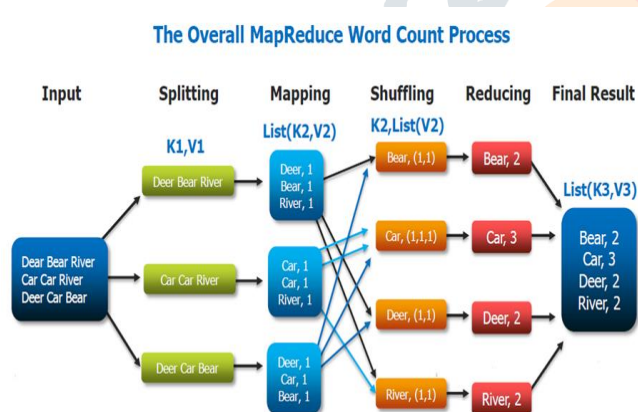 The Overall MapReduce Word Count Process
Input
Splitting
Mapping
Shuffling
Reducing
Final Result
K1,V1
List(K2,V2)
K2,List(V2)
List(K3,V3)
Dear Bear River
Car Car River
Deer Car Bear
Deer Bear River
Car Car River
Deer Car Bear
Deer, 1
Bear, 1
River, 1
Car, 1
Car, 1
River, 1
Deer, 1
Car, 1
Bear, 1
Bear, (1,1)
Car, (1,1,1)
Deer, (1,1)
River, (1,1)
Bear, 2
Car, 3
Deer, 2
River, 2
Bear, 2
Car, 3
Deer, 2
River, 2